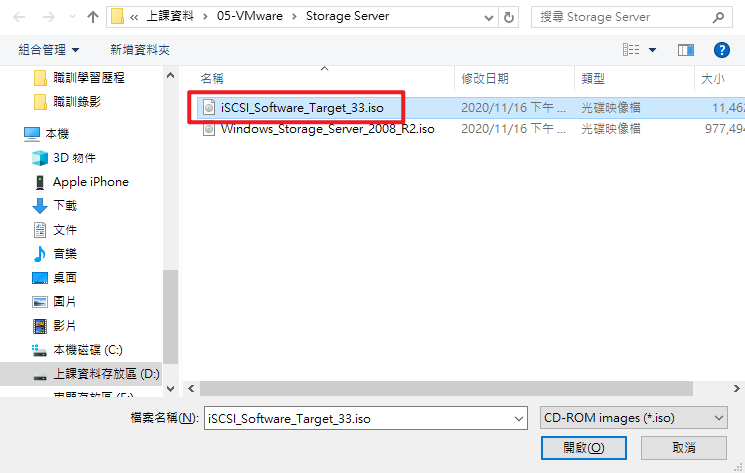 « 上課資料 › 05-VMware › Storage Server
搜尋 Storage Server
組合管理 新增資料夾
名稱 修改日期 類型 大小
職訓學習歷程
職訓錄影
本機
3D 物件
Apple iPhone
下載
文件
音樂
桌面
圖片
影片
本機磁碟 (C:)
上課資料存放區 (D:)
iSCSI_Software_Target_33.iso 2020/11/16 下午 ... 光碟映像檔 11,462
Windows_Storage_Server_2008_R2.iso 2020/11/16 下午 ... 光碟映像檔 977,494
檔案名稱(N): iSCSI_Software_Target_33.iso CD-ROM images (*.iso)
開啟(O) 取消